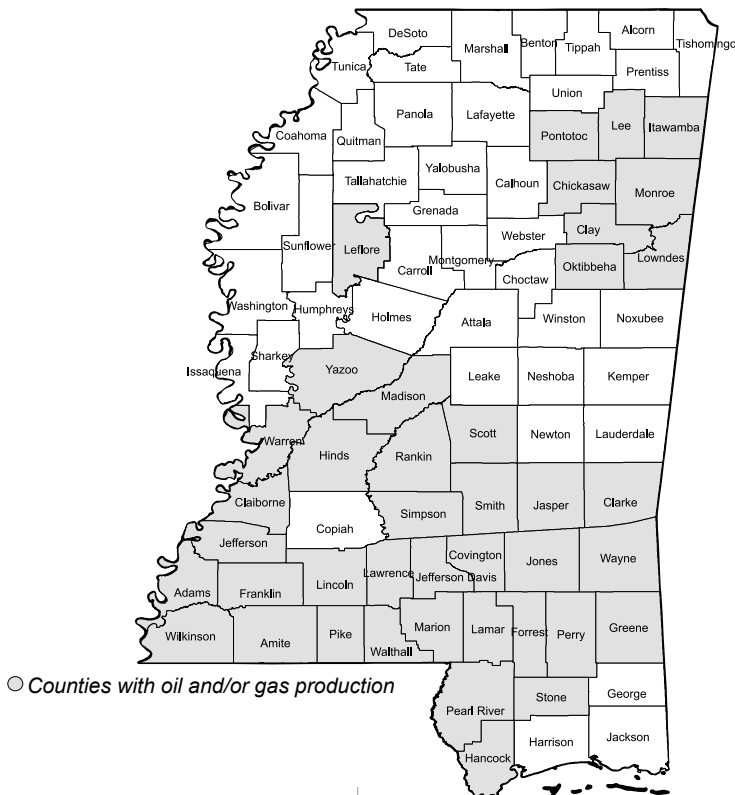 DeSoto
Marshall
Benton
Tippah
Alcorn
Tishomingo
Tunica
Tate
Prentiss
Union
Panola
Lafayette
Coahoma
Quitman
Pontotoc
Lee
Itawamba
Tallahatchie
Yalobusha
Calhoun
Chickasaw
Monroe
Bolivar
Grenada
Sunflower
Leflore
Webster
Clay
Carroll
Montgomery
Oktibbeha
Lowndes
Choctaw
Washington
Humphreys
Holmes
Attala
Winston
Noxubee
Sharkey
Issaquena
Yazoo
Leake
Neshoba
Kemper
Madison
Warren
Hinds
Rankin
Scott
Newton
Lauderdale
Claiborne
Copiah
Simpson
Smith
Jasper
Clarke
Jefferson
Lincoln
Lawrence
Jefferson Davis
Covington
Jones
Wayne
Adams
Franklin
Wilkinson
Amite
Pike
Walthall
Marion
Lamar
Forrest
Perry
Greene
Counties with oil and/or gas production
Pearl River
Stone
George
Hancock
Harrison
Jackson